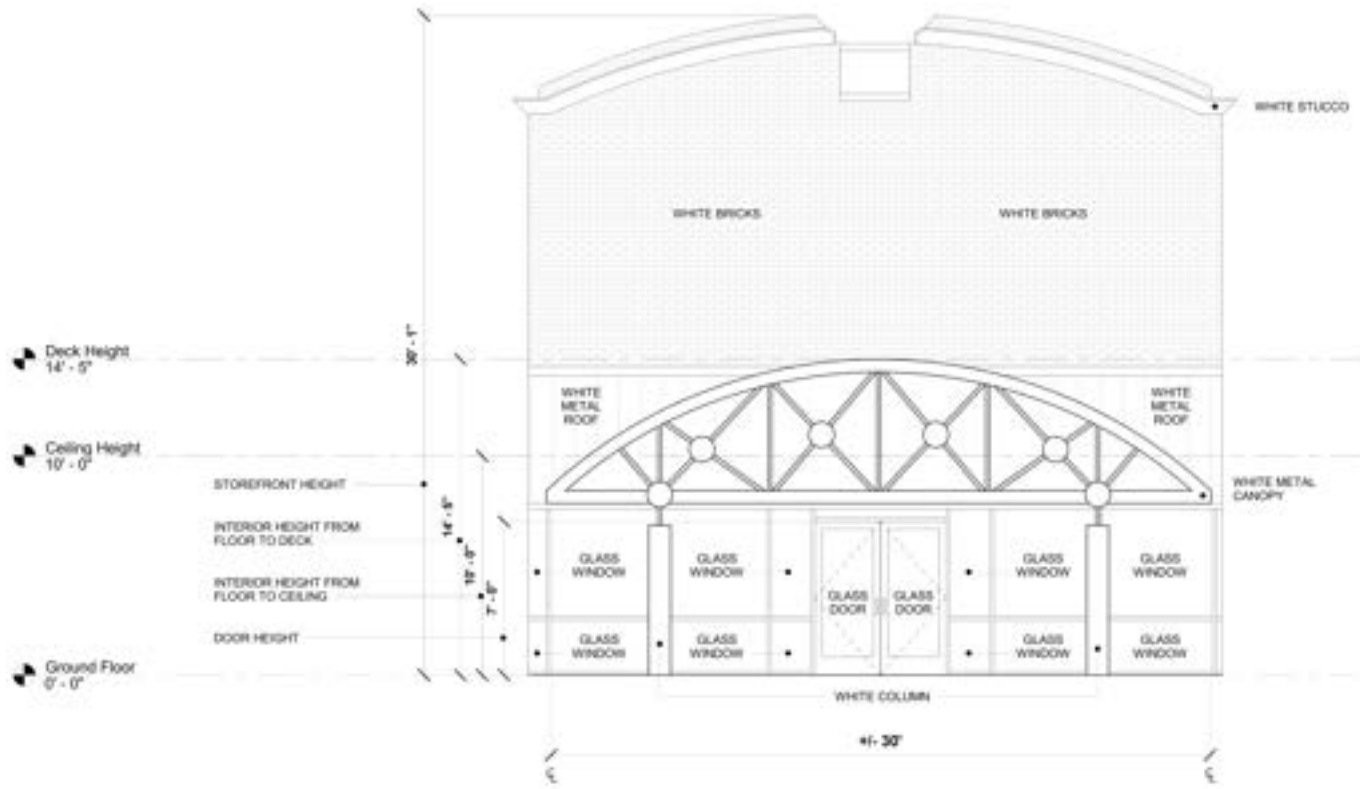 WHITE STUCCO
WHITE BRICKS
WHITE BRICKS
30' - 1"
Deck Height
14' - 5"
WHITE
METAL
ROOF
WHITE
METAL
ROOF
Ceiling Height
10' - 0"
STOREFRONT HEIGHT
WHITE METAL
CANOPY
14' - 5"
INTERIOR HEIGHT FROM
FLOOR TO DECK
10' - 0"
GLASS
WINDOW
GLASS
WINDOW
GLASS
WINDOW
GLASS
WINDOW
INTERIOR HEIGHT FROM
FLOOR TO CEILING
GLASS
DOOR
GLASS
DOOR
DOOR HEIGHT
GLASS
WINDOW
GLASS
WINDOW
GLASS
WINDOW
GLASS
WINDOW
Ground Floor
0' - 0"
WHITE COLUMN
+/- 30'